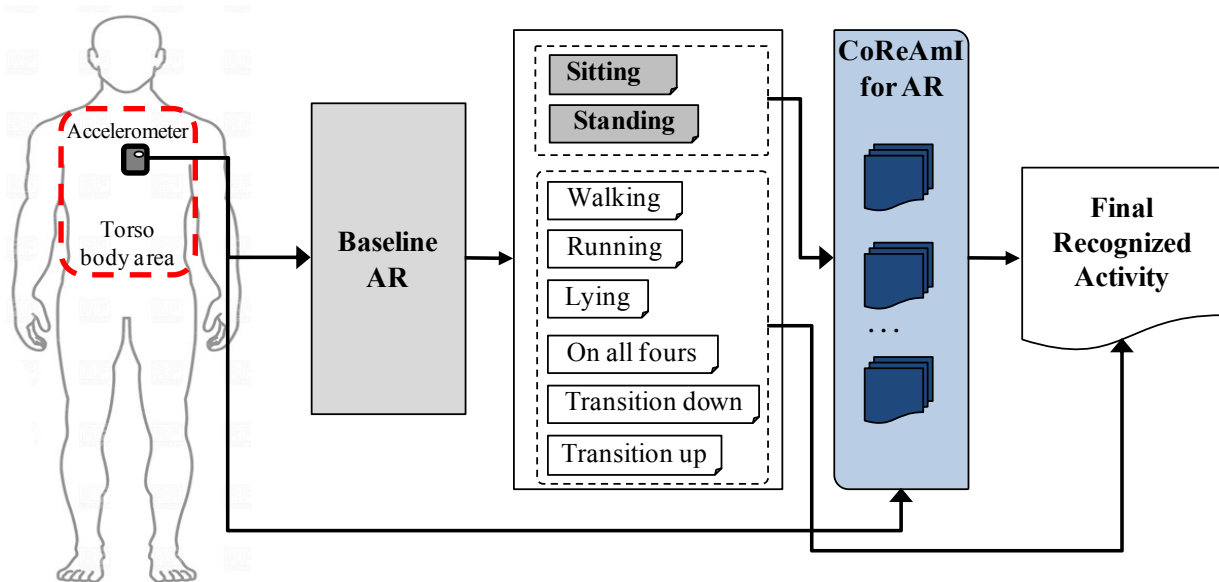 Accelerometer
Torso
body area
Baseline
AR
Sitting
Standing
Walking
Running
Lying
On all fours
Transition down
Transition up
CoReAmI
for AR
...
Final
Recognized
Activity